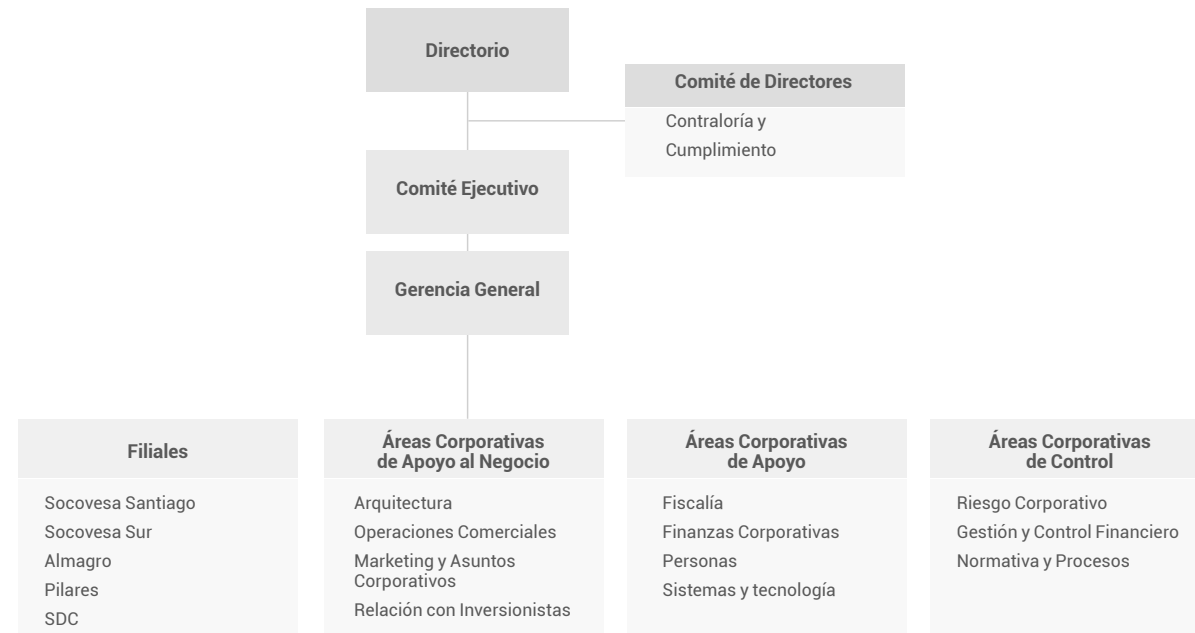 Directorio
Comité de Directores
Contraloría y
Cumplimiento
Comité Ejecutivo
Gerencia General
Filiales
Socovesa Santiago
Socovesa Sur
Almagro
Pilares
SDC
Áreas Corporativas
de Apoyo al Negocio
Arquitectura
Operaciones Comerciales
Marketing y Asuntos
Corporativos
Relación con Inversionistas
Áreas Corporativas
de Apoyo
Fiscalía
Finanzas Corporativas
Personas
Sistemas y tecnología
Áreas Corporativas
de Control
Riesgo Corporativo
Gestión y Control Financiero
Normativa y Procesos